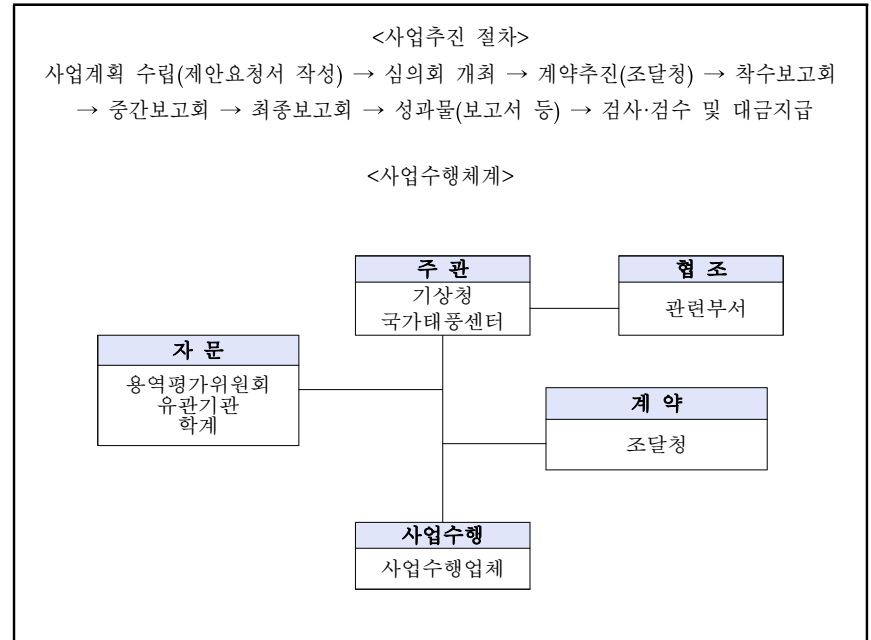 <사업추진 절차>
사업계획 수립(제안요청서 작성) → 심의회 개최 → 계약추진(조달청) → 착수보고회
→ 중간보고회 → 최종보고회 → 성과물(보고서 등) → 검사·검수 및 대금지급
<사업수행체계>
주 관
기상청
국가태풍센터
협 조
관련부서
자 문
용역평가위원회
유관기관
학계
계 약
조달청
사업수행
사업수행업체